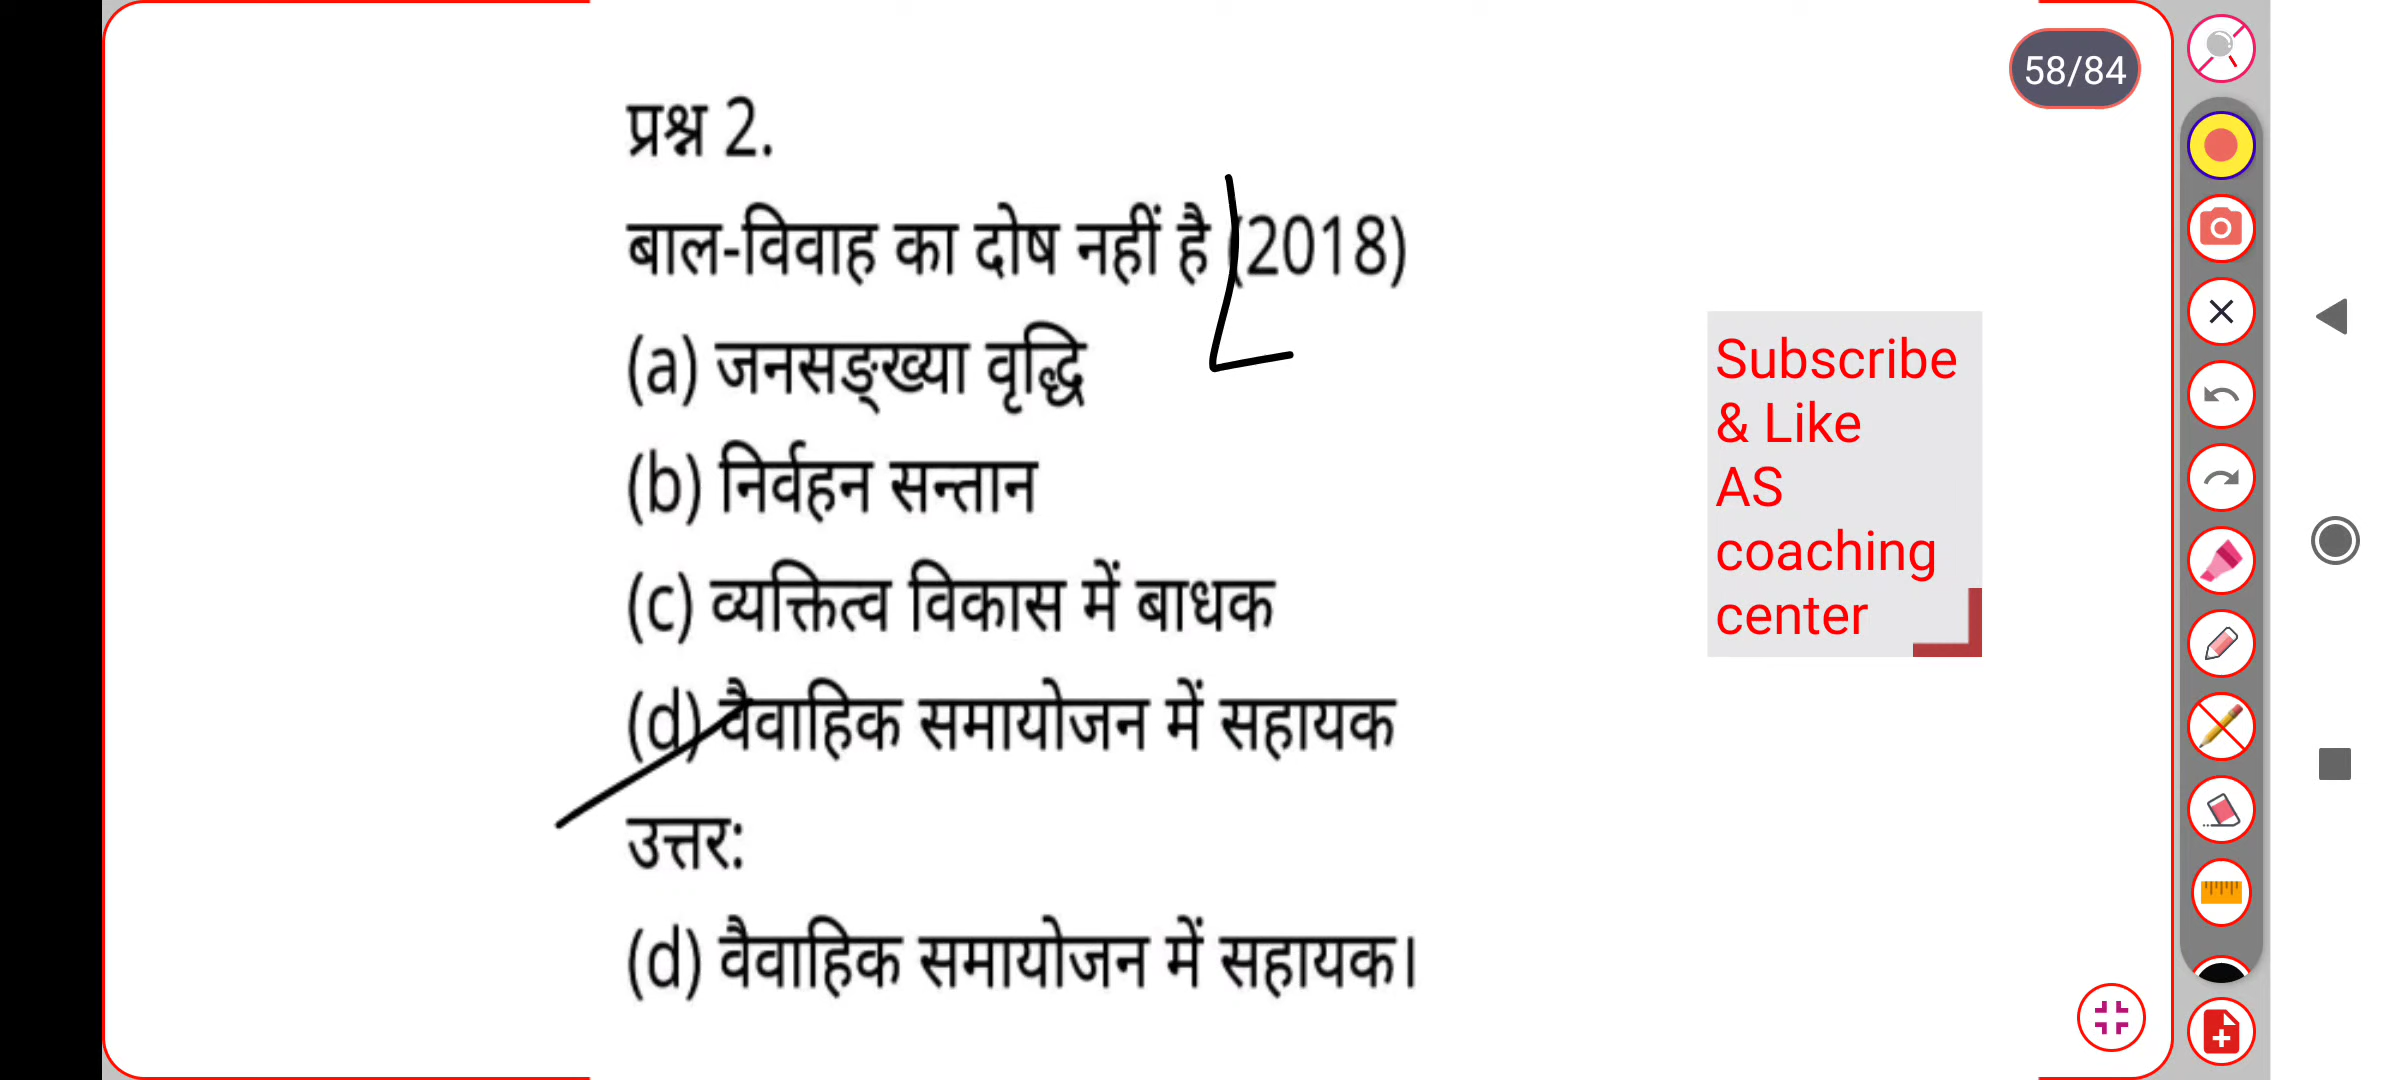 58/84
प्रश्न 2.
बाल-विवाह का दोष नहीं है (2018)
(a) जनसङ्ख्या वृद्धि
(b) निर्वहन सन्तान
(c) व्यक्तित्व विकास में बाधक
(d) वैवाहिक समायोजन में सहायक
उत्तर:
(d) वैवाहिक समायोजन में सहायक।
Subscribe
& Like
AS
coaching
center